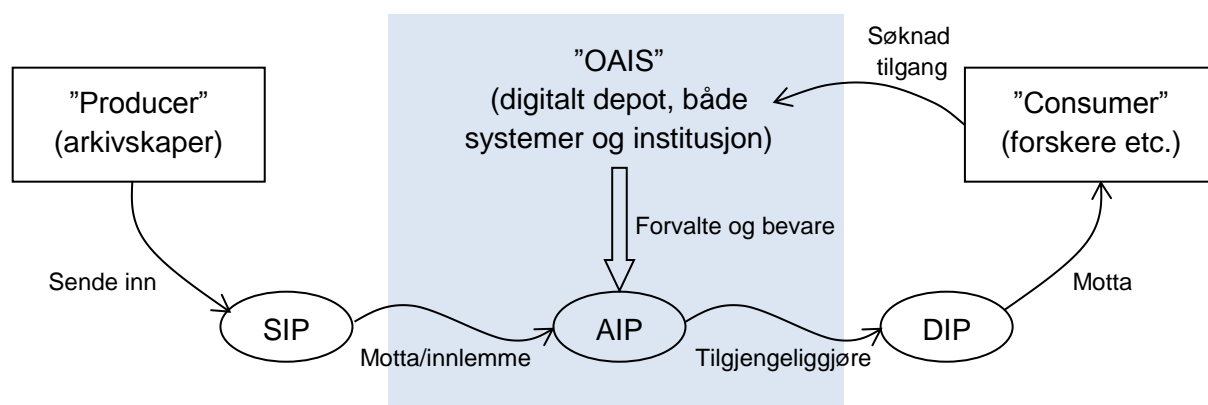 ”Producer”
(arkivskaper)
”OAIS”
(digitalt depot, både
systemer og institusjon)
Søknad
tilgang
”Consumer”
(forskere etc.)
Forvalte og bevare
Sende inn
SIP
Motta/innlemme
AIP
Tilgjengeliggjøre
DIP
Motta